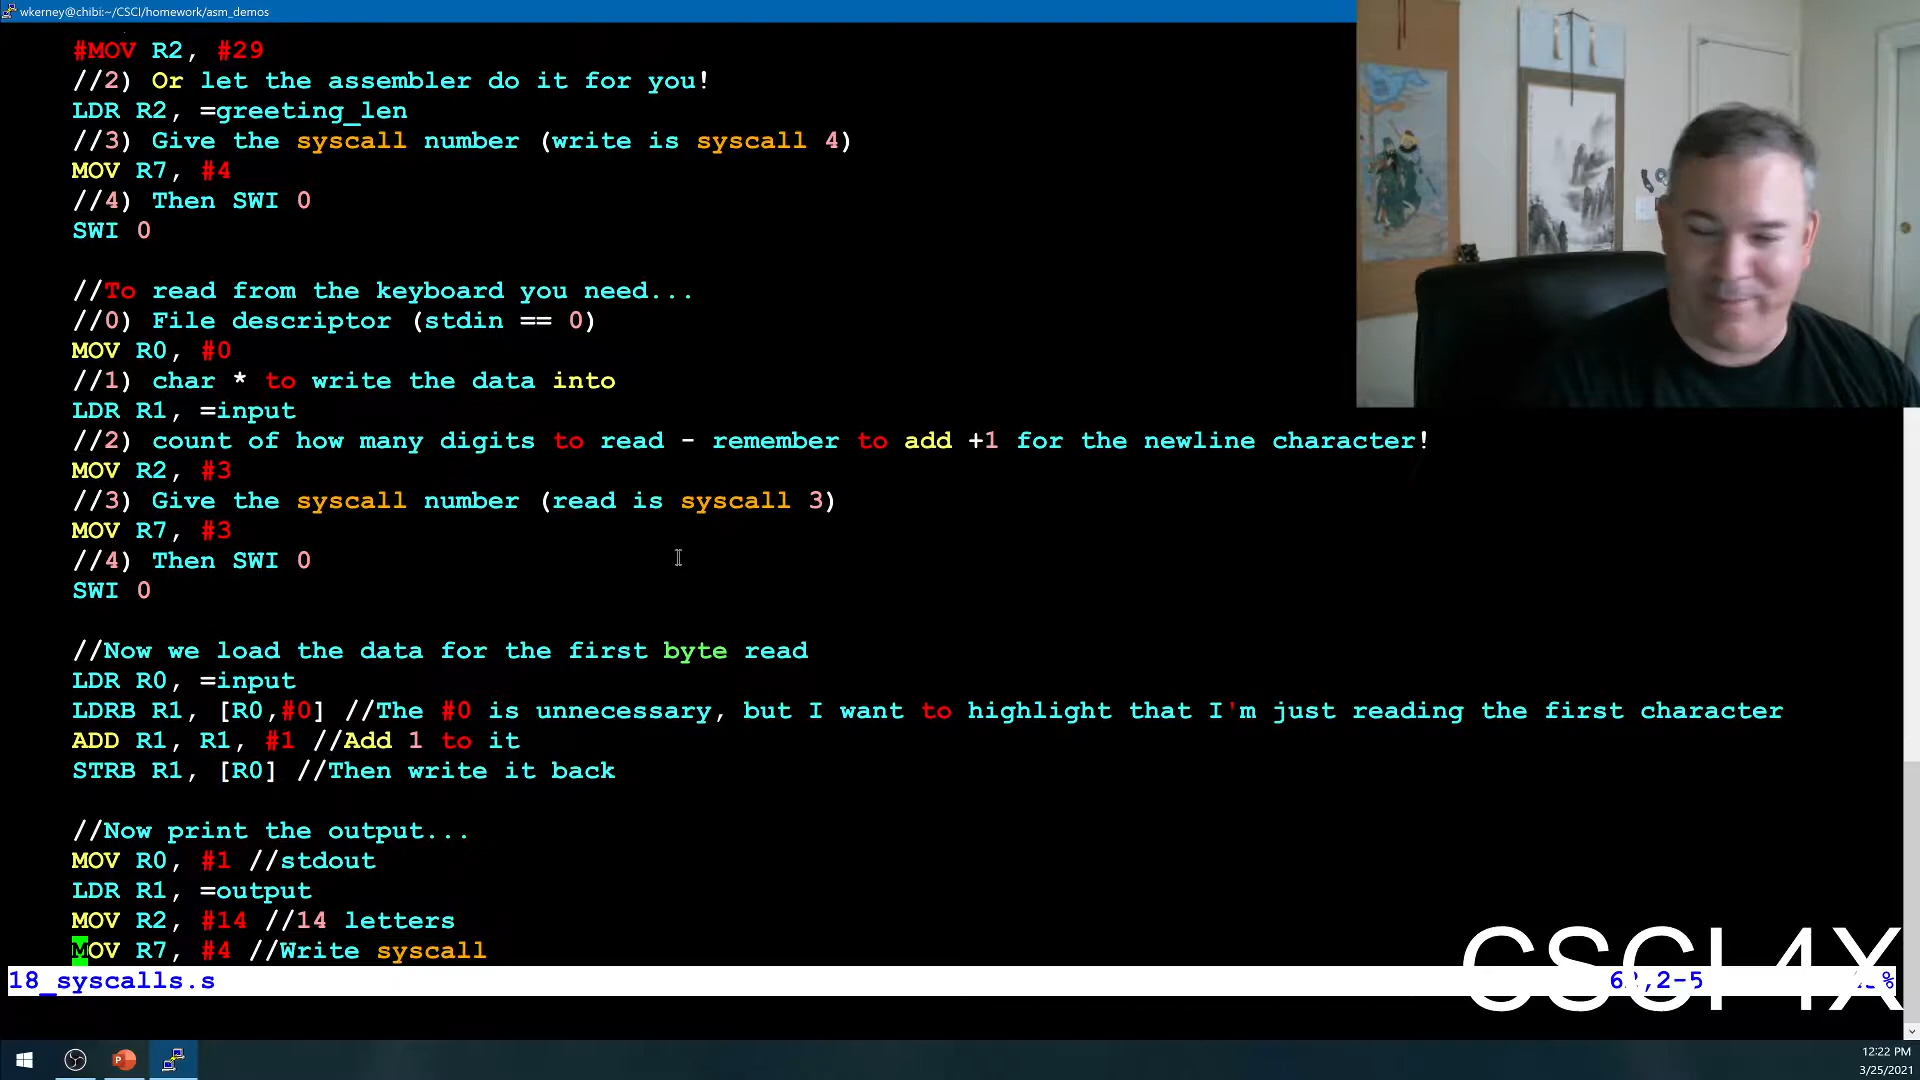 wkerney@chibi:~/CSCI/homework/asm_demos
#MOV R2, #29
//2) Or let the assembler do it for you!
LDR R2, =greeting_len
//3) Give the syscall number (write is syscall 4)
MOV R7, #4
//4) Then SWI 0
SWI 0
//To read from the keyboard you need...
//0) File descriptor (stdin == 0)
MOV R0, #0
//1) char * to write the data into
LDR R1, =input
//2) count of how many digits to read - remember to add +1 for the newline character!
MOV R2, #3
//3) Give the syscall number (read is syscall 3)
MOV R7, #3
//4) Then SWI 0
SWI 0
//Now we load the data for the first byte read
LDR R0, =input
LDRB R1, [R0,#0] //The #0 is unnecessary, but I want to highlight that I'm just reading the first character
ADD R1, R1, #1 //Add 1 to it
STRB R1, [R0] //Then write it back
//Now print the output...
MOV R0, #1 //stdout
LDR R1, =output
MOV R2, #14 //14 letters
MOV R7, #4 //Write syscall
18_syscalls.s
CSCI 4X
12:22 PM
3/25/2021